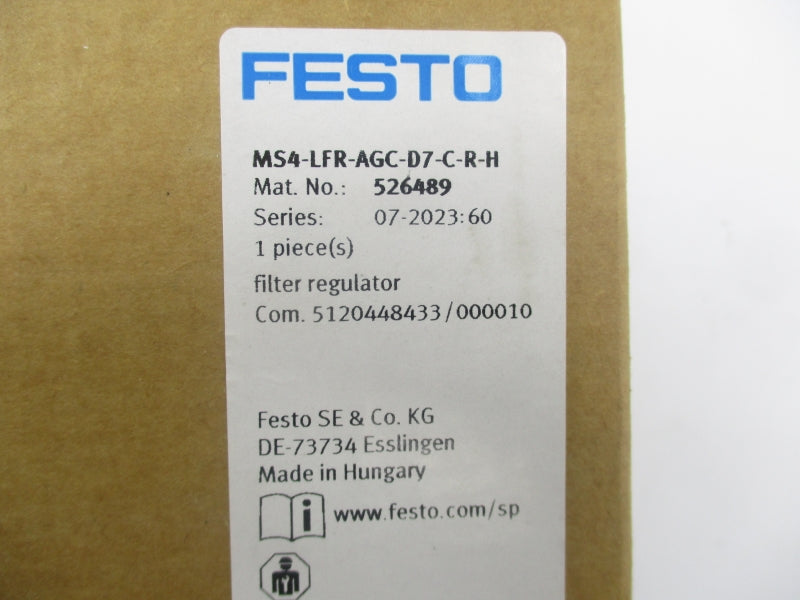 FESTO
MS4-LFR-AGC-D7-C-R-H
Mat. No.: 526489
Series: 07-2023:60
1 piece(s)
filter regulator
Com. 5120448433/000010
Festo SE & Co. KG
DE-73734 Esslingen
Made in Hungary
i www.festo.com/sp